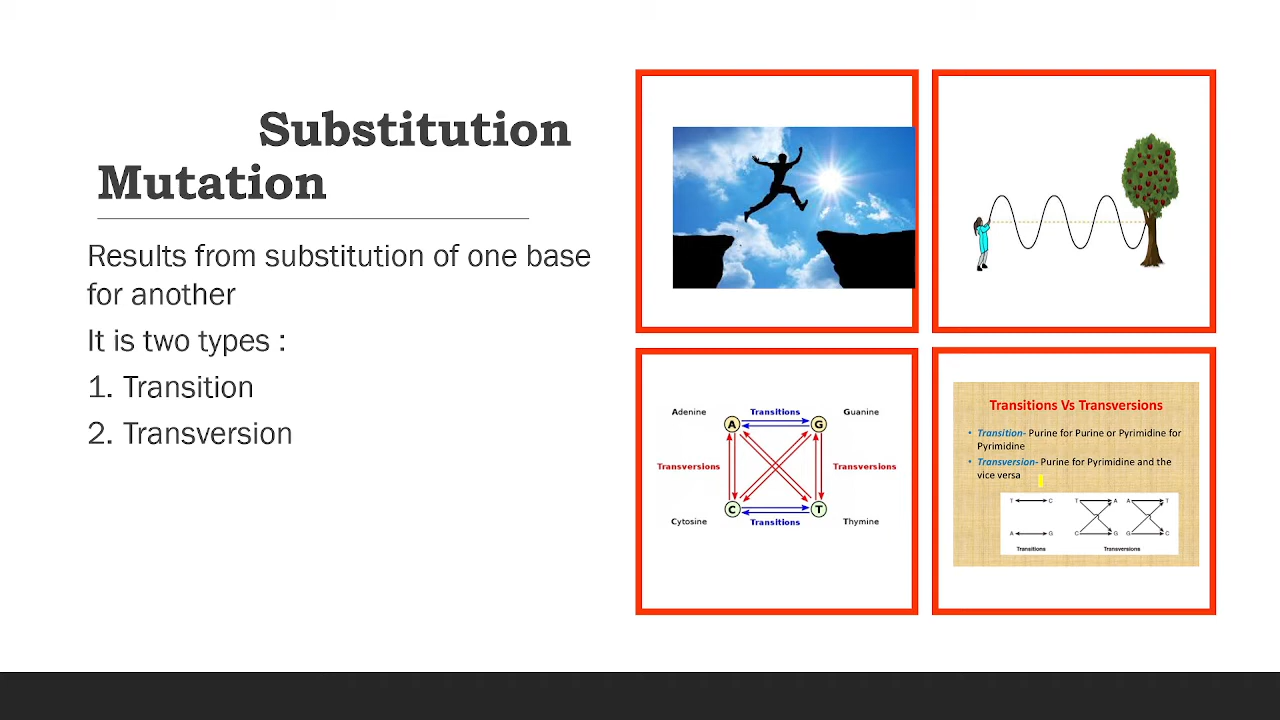 Substitution
Mutation
Results from substitution of one base
for another
It is two types :
1. Transition
2. Transversion
Adenine
Transitions
Guanine
A
G
Transversions
Transversions
C
T
Cytosine
Transitions
Thymine
Transitions Vs Transversions
• Transition- Purine for Purine or Pyrimidine for
Pyrimidine
• Transversion- Purine for Pyrimidine and the
vice versa
T C T A A T
A G C G G C
Transitions Transversions